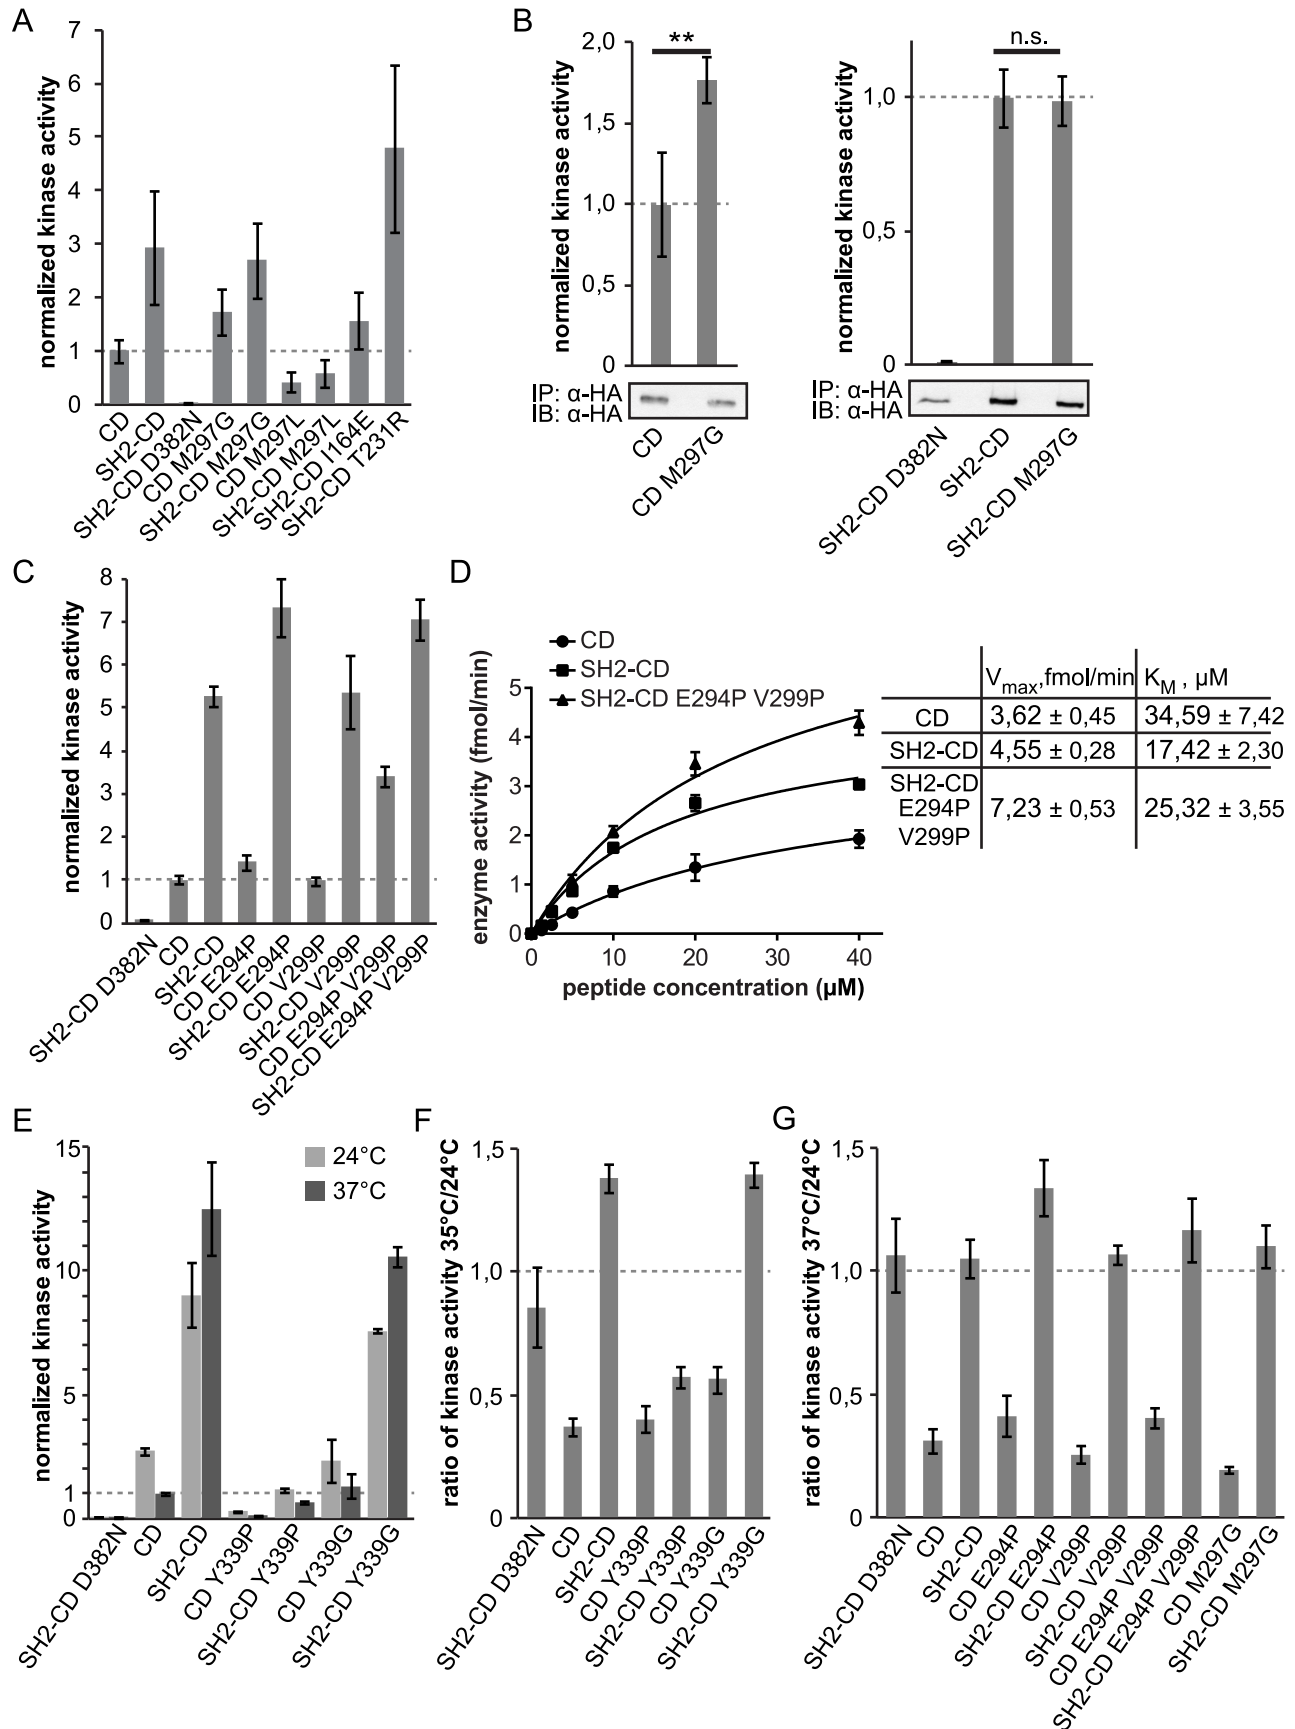 A
normalized kinase activity
7
6
5
4
3
2
1
0
CD
SH2-CD
SH2-CD D382N
CD M297G
SH2-CD M297G
CD M297L
SH2-CD M297L
SH2-CD I164E
SH2-CD T231R
B
normalized kinase activity
2,0
1,5
1,0
0,5
0
**
IP: α-HA
IB: α-HA
CD
CD M297G
normalized kinase activity
1,0
0,5
0
n.s.
IP: α-HA
IB: α-HA
SH2-CD D382N
SH2-CD
SH2-CD M297G
C
normalized kinase activity
8
7
6
5
4
3
2
1
0
SH2-CD D382N
CD
SH2-CD
CD E294P
SH2-CD E294P
CD V299P
SH2-CD V299P
CD E294P V299P
SH2-CD E294P V299P
D
CD
SH2-CD
SH2-CD E294P V299P
enzyme activity (fmol/min)
5
4
3
2
1
0
0 10 20 30 40
peptide concentration (µM)
Vmax,fmol/min KM , µM
CD 3,62 ± 0,45 34,59 ± 7,42
SH2-CD 4,55 ± 0,28 17,42 ± 2,30
SH2-CD
E294P 7,23 ± 0,53 25,32 ± 3,55
V299P
E
normalized kinase activity
15
10
5
1
0
24°C
37°C
SH2-CD D382N
CD
SH2-CD
CD Y339P
SH2-CD Y339P
CD Y339G
SH2-CD Y339G
F
ratio of kinase activity 35°C/24°C
1,5
1,0
0,5
0
SH2-CD D382N
CD
SH2-CD
CD Y339P
SH2-CD Y339P
CD Y339G
SH2-CD Y339G
G
ratio of kinase activity 37°C/24°C
1,5
1,0
0,5
0
SH2-CD D382N
CD
SH2-CD
CD E294P
SH2-CD E294P
CD V299P
SH2-CD V299P
CD E294P V299P
SH2-CD E294P V299P
CD M297G
SH2-CD M297G